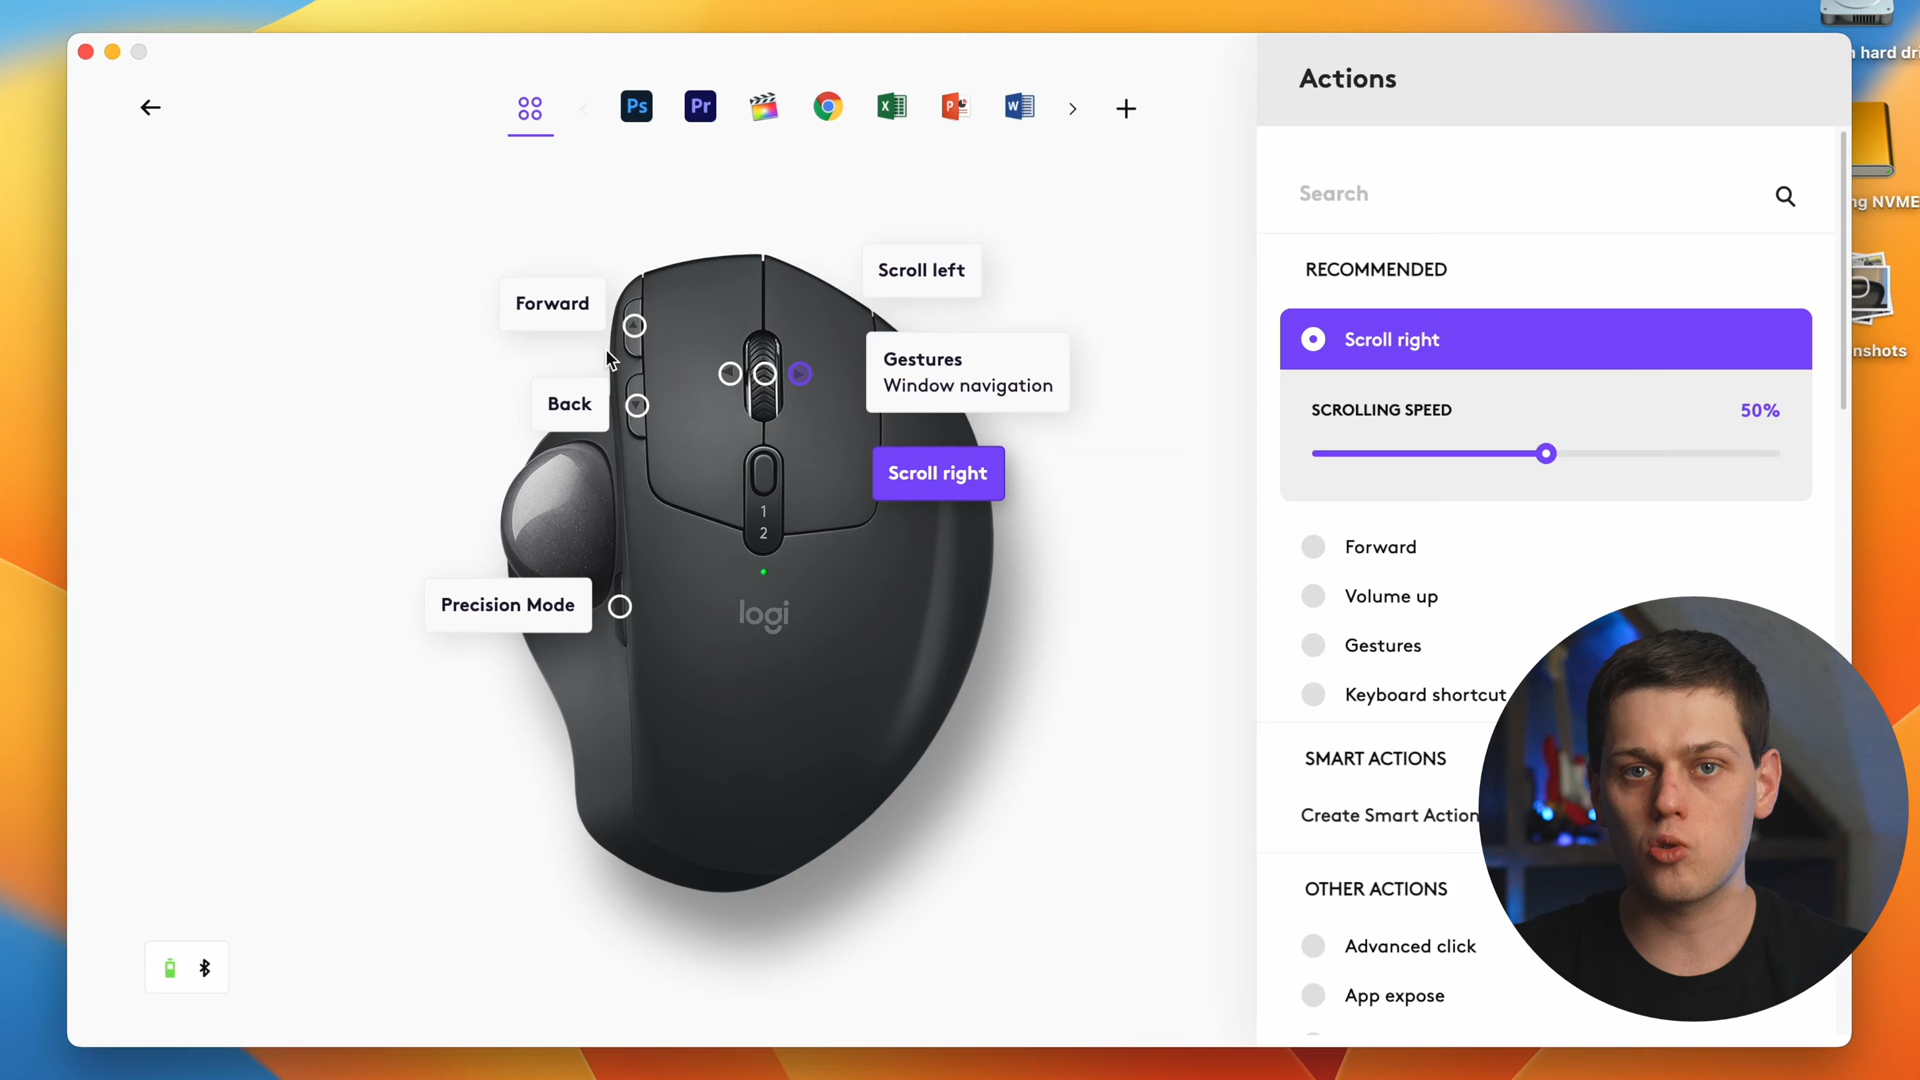 Ps
Pr
X
P
W
Actions
n hard dri
Search
ng NVME
RECOMMENDED
Scroll left
Forward
Scroll right
nshots
Gestures
Window navigation
Back
SCROLLING SPEED
50%
Scroll right
1
2
Forward
Volume up
Precision Mode
logi
Gestures
Keyboard shortcut
SMART ACTIONS
Create Smart Action
OTHER ACTIONS
Advanced click
App expose